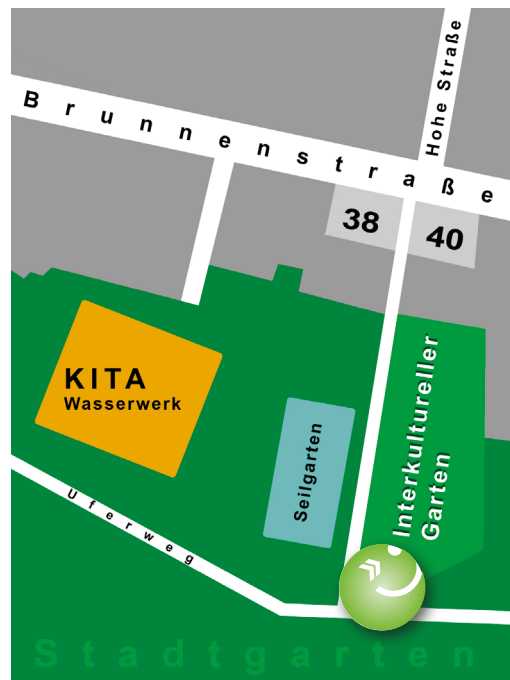 Hohe Straße
Brunnenstraße
38
40
KITA
Wasserwerk
Seilgarten
Interkultureller
Garten
Uferweg
Stadtgarten